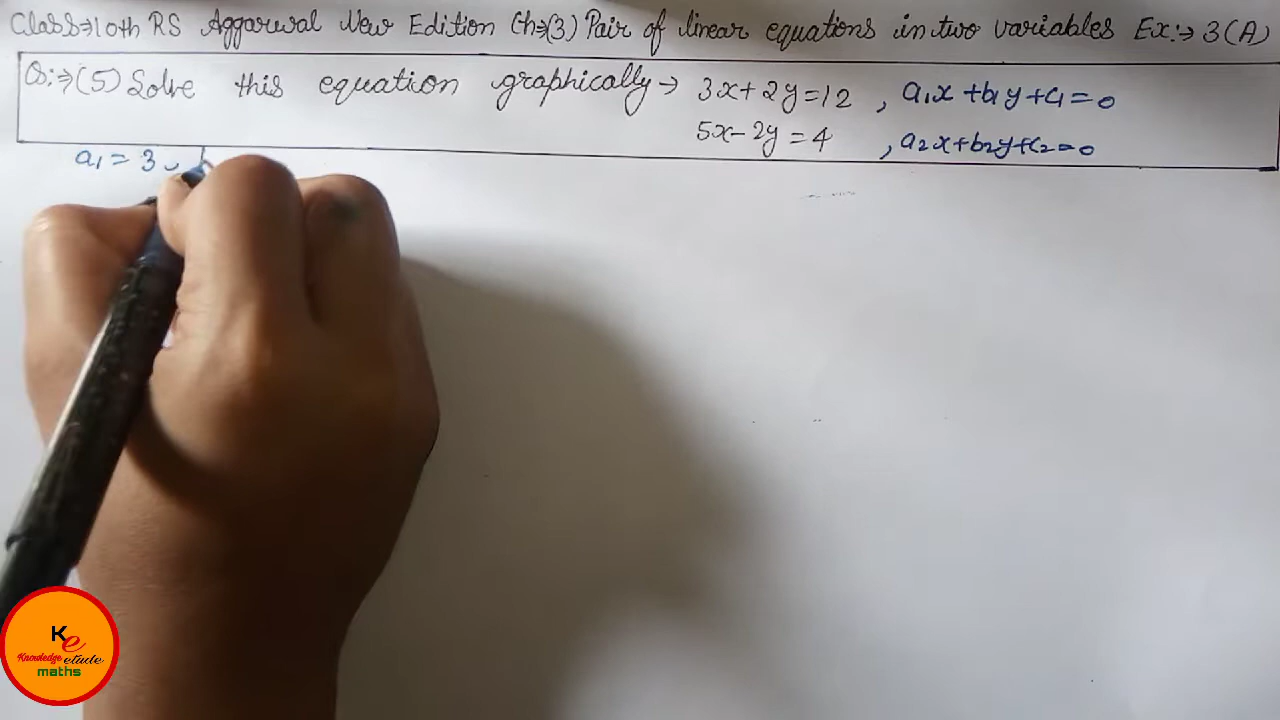 Class→10th RS Aggarwal New Edition Ch→(3) Pair of linear equations in two variables Ex:→ 3(A)
Qs:→(5) Solve this equation graphically→ 3x+2y=12 , a₁x+b₁y+c₁=0
5x-2y=4 , a₂x+b₂y+c₂=0
a₁=3, b
Ke
Knowledge etade
maths